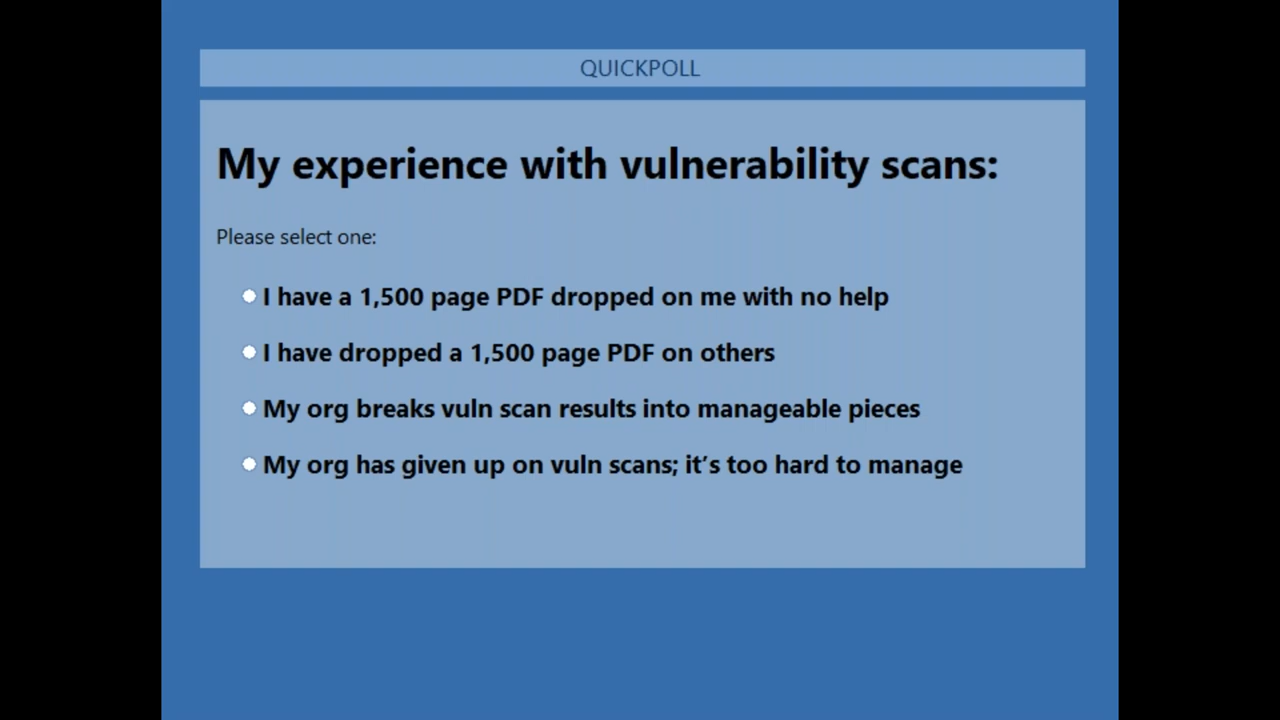 QUICKPOLL
My experience with vulnerability scans:
Please select one:
I have a 1,500 page PDF dropped on me with no help
I have dropped a 1,500 page PDF on others
My org breaks vuln scan results into manageable pieces
My org has given up on vuln scans; it’s too hard to manage